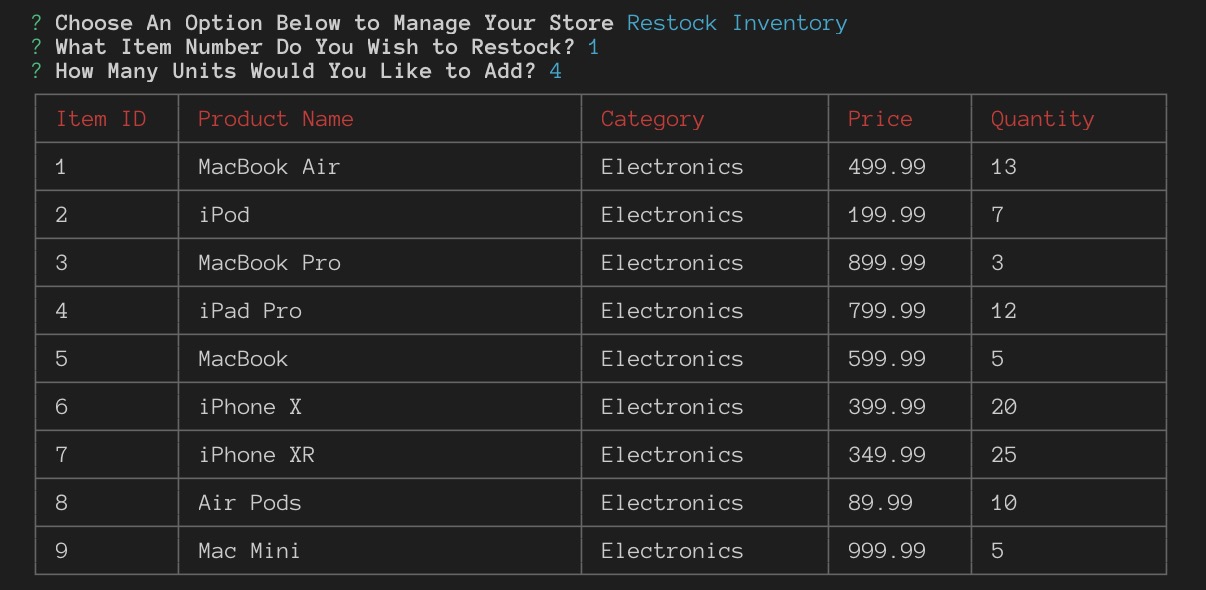 ? Choose An Option Below to Manage Your Store Restock Inventory
? What Item Number Do You Wish to Restock? 1
? How Many Units Would You Like to Add? 4
Item ID Product Name Category Price Quantity
1 MacBook Air Electronics 499.99 13
2 iPod Electronics 199.99 7
3 MacBook Pro Electronics 899.99 3
4 iPad Pro Electronics 799.99 12
5 MacBook Electronics 599.99 5
6 iPhone X Electronics 399.99 20
7 iPhone XR Electronics 349.99 25
8 Air Pods Electronics 89.99 10
9 Mac Mini Electronics 999.99 5